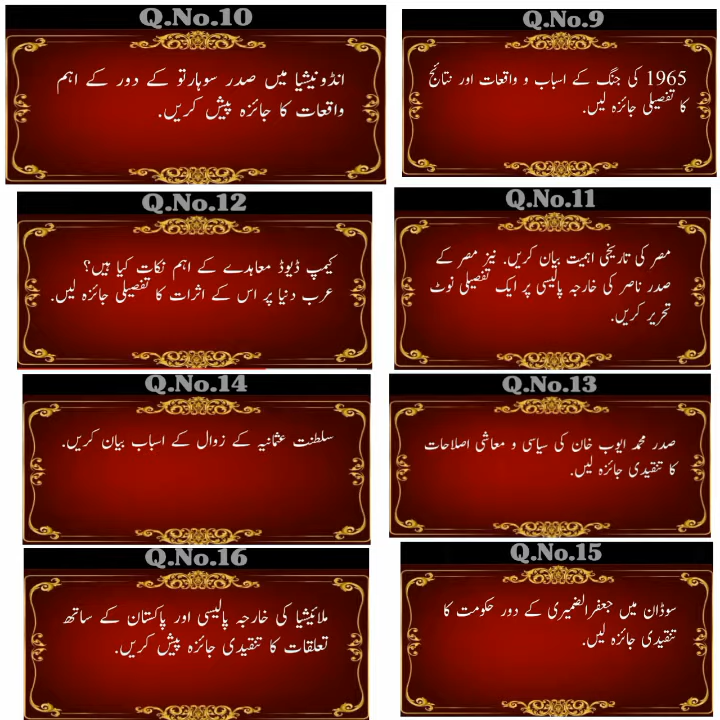 Q.No.9
1965 کی جنگ کے اسباب و واقعات اور نتائج
کا تفصیلی جائزہ لیں.
Q.No.10
انڈونیشیا میں صدر سوہارتو کے دور کے اہم
واقعات کا جائزہ پیش کریں.
Q.No.11
مصر کی تاریخی اہمیت بیان کریں. نیز مصر کے
صدر ناصر کی خارجہ پالیسی پر ایک تفصیلی نوٹ
تحریر کریں.
Q.No.12
کیمپ ڈیوڈ معاہدے کے اہم نکات کیا ہیں؟
عرب دنیا پر اس کے اثرات کا تفصیلی جائزہ لیں.
Q.No.13
صدر محمد ایوب خان کی سیاسی و معاشی اصلاحات
کا تنقیدی جائزہ لیں.
Q.No.14
سلطنت عثمانیہ کے زوال کے اسباب بیان کریں.
Q.No.15
سوڈان میں جعفرالضمیری کے دور حکومت کا
تنقیدی جائزہ لیں.
Q.No.16
ملائیشیا کی خارجہ پالیسی اور پاکستان کے ساتھ
تعلقات کا تنقیدی جائزہ پیش کریں.